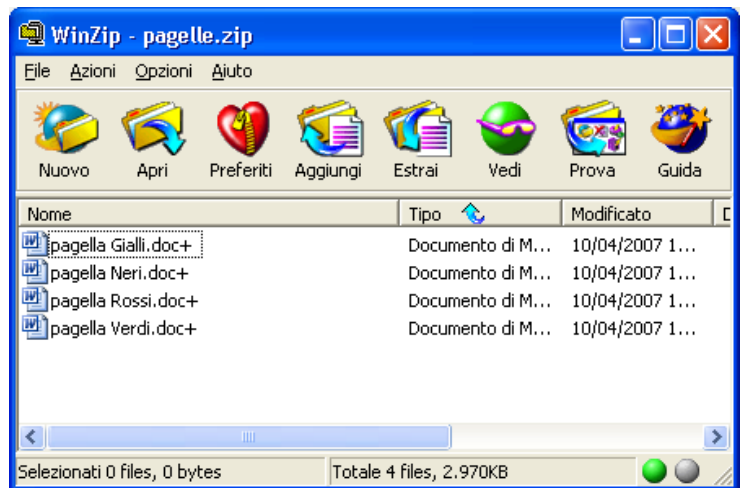 WinZip - pagelle.zip
File Azioni Opzioni Aiuto
Nuovo Apri Preferiti Aggiungi Estrai Vedi Prova Guida
Nome Tipo Modificato D
pagella Gialli.doc+ Documento di M... 10/04/2007 1...
pagella Neri.doc+ Documento di M... 10/04/2007 1...
pagella Rossi.doc+ Documento di M... 10/04/2007 1...
pagella Verdi.doc+ Documento di M... 10/04/2007 1...
Selezionati 0 files, 0 bytes Totale 4 files, 2.970KB